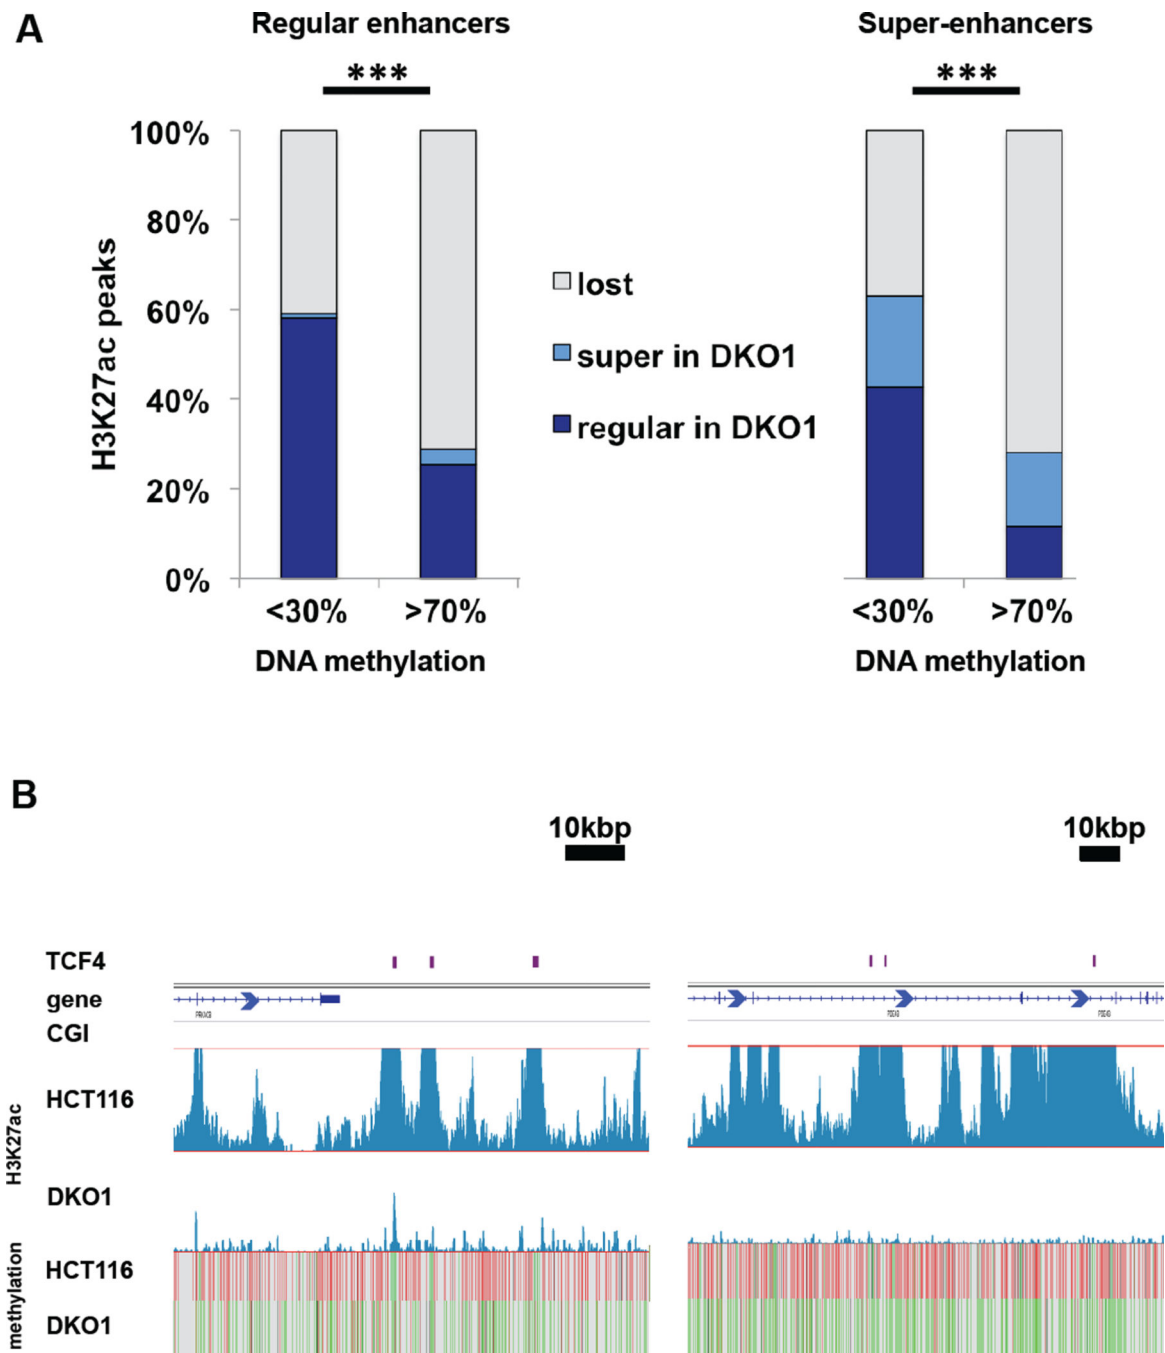 A
Regular enhancers
Super-enhancers
***
***
H3K27ac peaks
100%
80%
60%
40%
20%
0%
lost
super in DKO1
regular in DKO1
<30%
>70%
<30%
>70%
DNA methylation
DNA methylation
B
10kbp
10kbp
TCF4
gene
CGI
H3K27ac
HCT116
DKO1
methylation
HCT116
DKO1